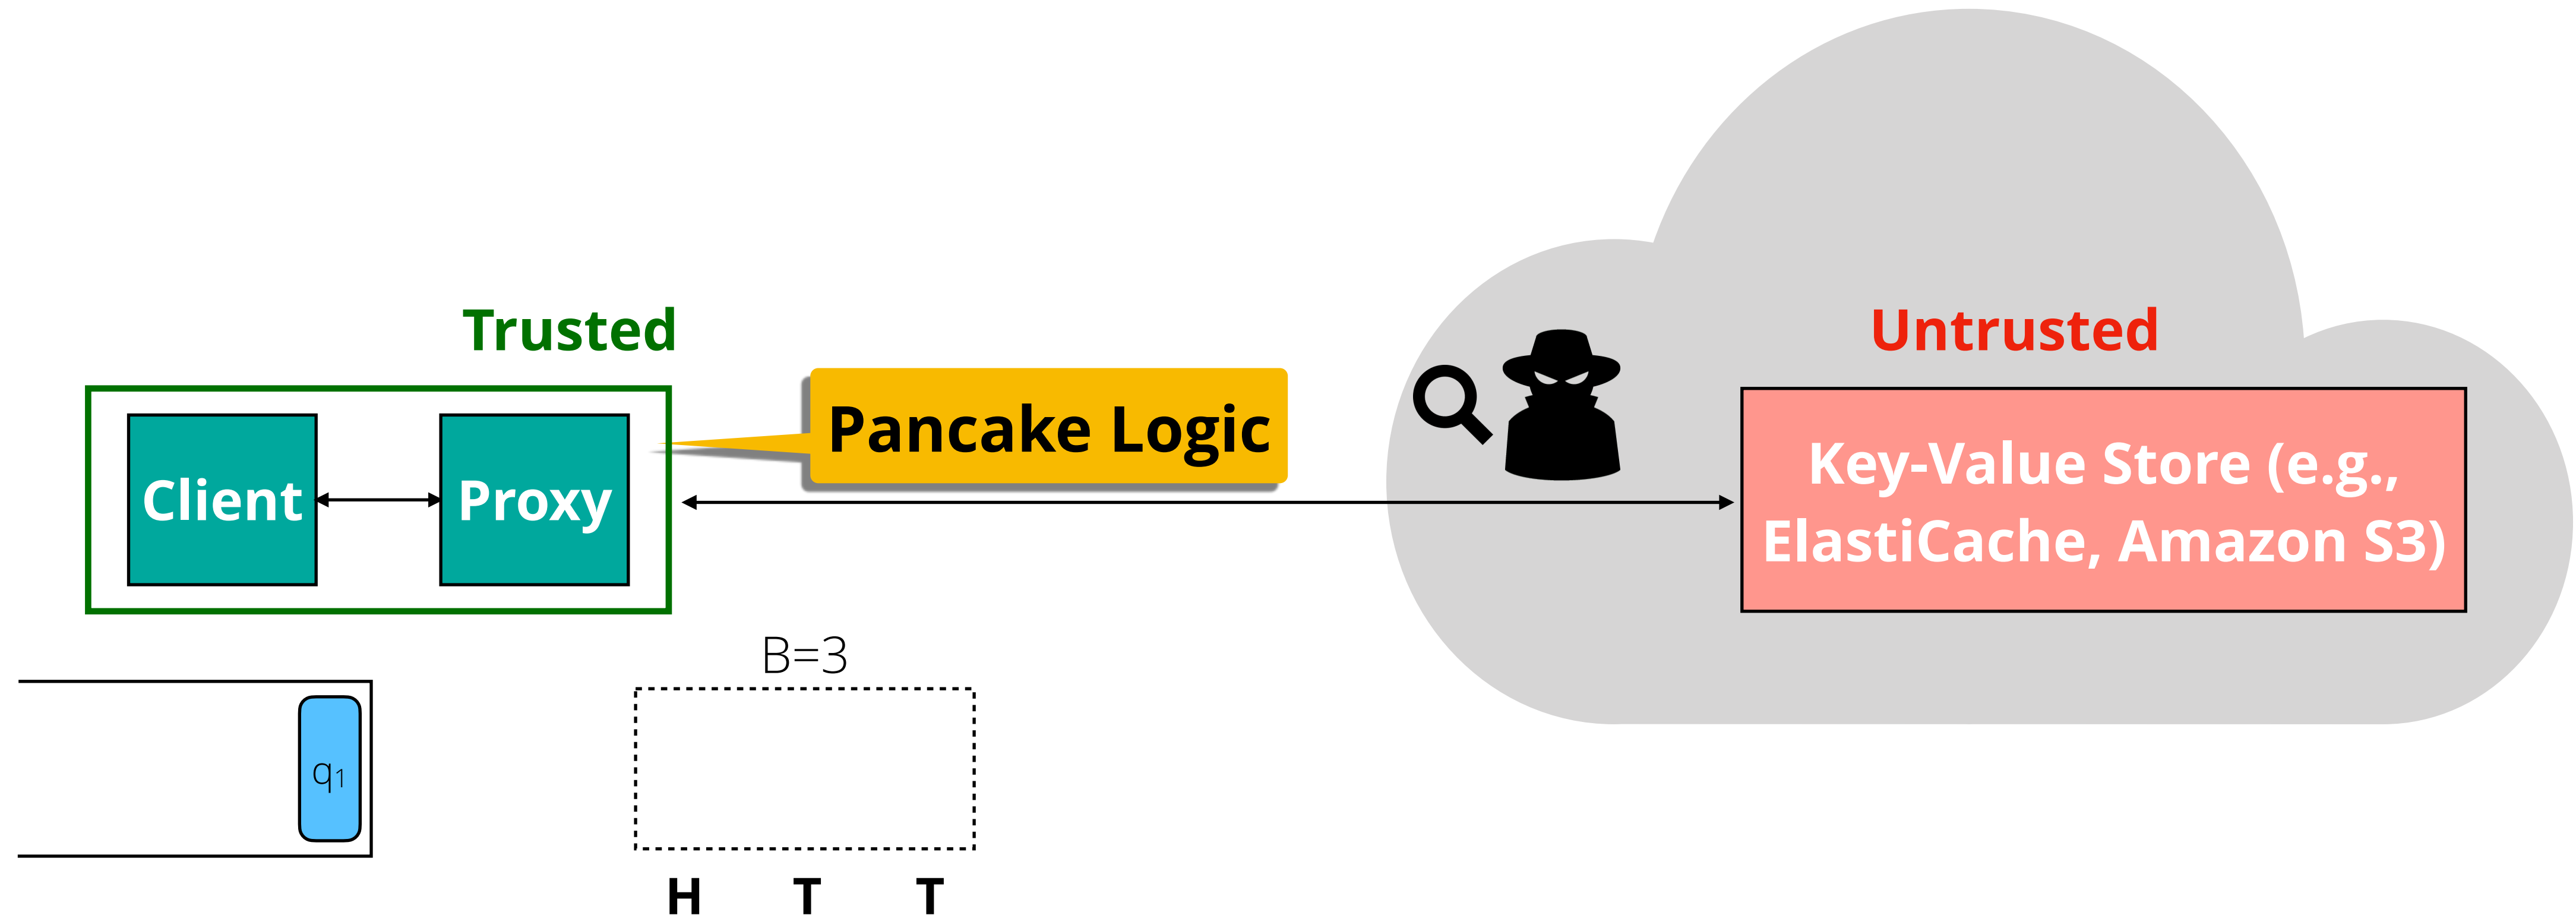 Trusted
Untrusted
Pancake Logic
Client
Proxy
Key-Value Store (e.g.,
ElastiCache, Amazon S3)
B=3
q₁
H T T